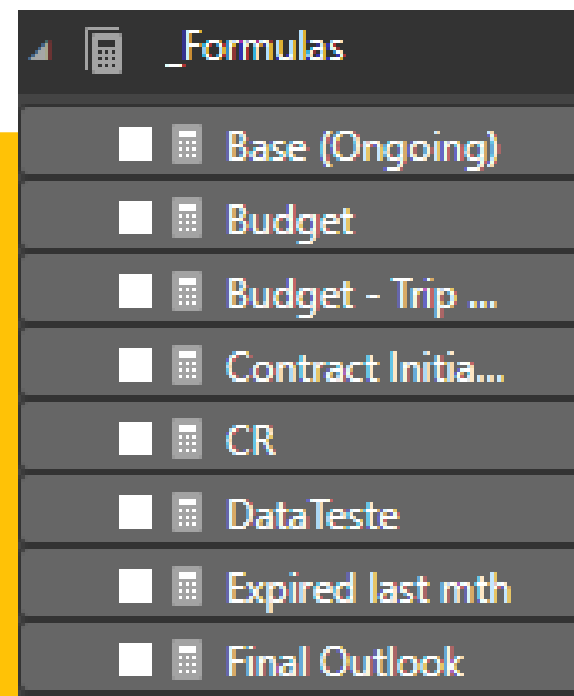 _Formulas
Base (Ongoing)
Budget
Budget - Trip ...
Contract Initia...
CR
DataTeste
Expired last mth
Final Outlook